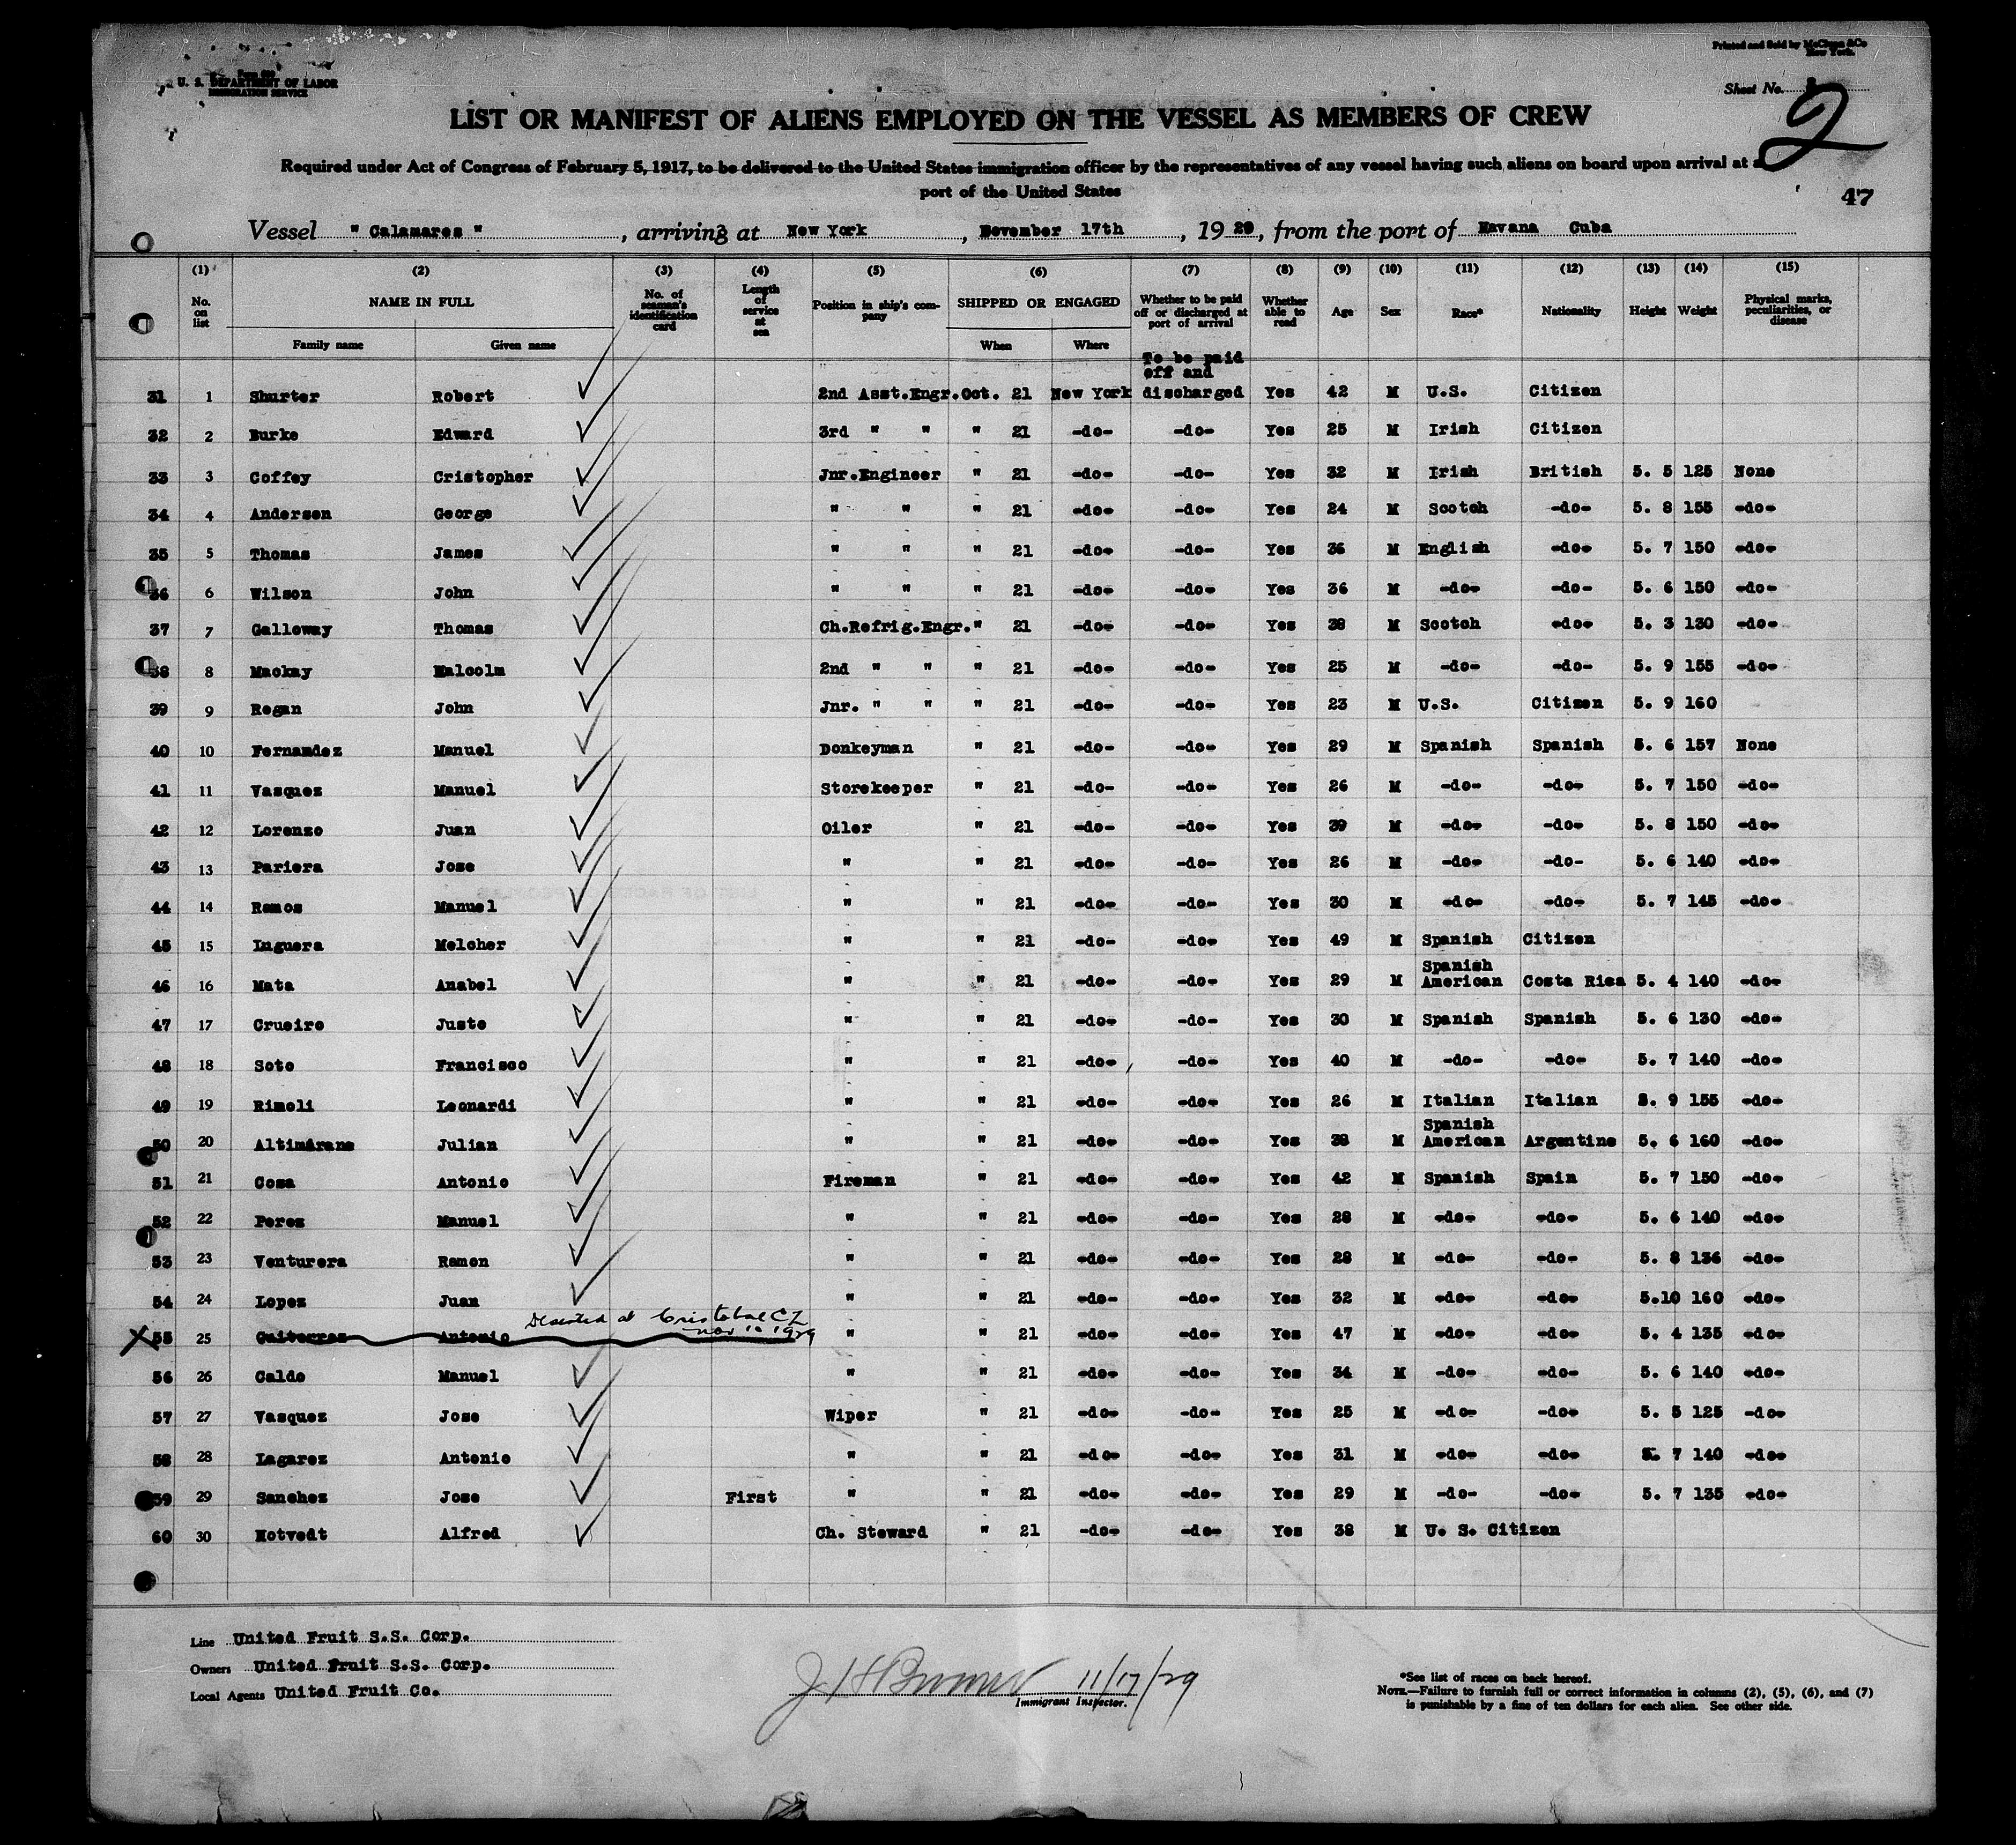 Printed and Sold by McClunn & Co
New York.
U. S. DEPARTMENT OF LABOR
IMMIGRATION SERVICE
Sheet No.
2
LIST OR MANIFEST OF ALIENS EMPLOYED ON THE VESSEL AS MEMBERS OF CREW
Required under Act of Congress of February 5, 1917, to be delivered to the United States immigration officer by the representatives of any vessel having such aliens on board upon arrival at a
port of the United States
47
Vessel " Calamares " , arriving at New York , November 17th , 19 29 , from the port of Havana Cuba
(1) (2) (3) (4) (5) (6) (7) (8) (9) (10) (11) (12) (13) (14) (15)
No. on list NAME IN FULL Family name Given name No. of seaman's identification card Length of service at sea Position in ship's company SHIPPED OR ENGAGED When Where Whether to be paid off or discharged at port of arrival Whether able to read Age Sex Race* Nationality Height Weight Physical marks, peculiarities, or disease
To be paid
off and
31 1 Shurter Robert 2nd Asst.Engr. Oct. 21 New York discharged Yes 42 M U.S. Citizen
32 2 Burke Edward 3rd " " " 21 -do- -do- Yes 25 M Irish Citizen
33 3 Coffey Cristopher Jnr.Engineer " 21 -do- -do- Yes 32 M Irish British 5. 5 125 None
34 4 Anderson George " " " 21 -do- -do- Yes 24 M Scotch -do- 5. 8 155 -do-
35 5 Thomas James " " " 21 -do- -do- Yes 36 M English -do- 5. 7 150 -do-
36 6 Wilson John " " " 21 -do- -do- Yes 36 M -do- -do- 5. 6 150 -do-
37 7 Galloway Thomas Ch.Refrig.Engr. " 21 -do- -do- Yes 38 M Scotch -do- 5. 3 130 -do-
38 8 Mackay Malcolm 2nd " " " 21 -do- -do- Yes 25 M -do- -do- 5. 9 155 -do-
39 9 Regan John Jnr. " " " 21 -do- -do- Yes 23 M U.S. Citizen 5. 9 160
40 10 Fernandez Manuel Donkeyman " 21 -do- -do- Yes 29 M Spanish Spanish 5. 6 157 None
41 11 Vasquez Manuel Storekeeper " 21 -do- -do- Yes 26 M -do- -do- 5. 7 150 -do-
42 12 Lorenzo Juan Oiler " 21 -do- -do- Yes 39 M -do- -do- 5. 8 150 -do-
43 13 Pariera Jose " " 21 -do- -do- Yes 26 M -do- -do- 5. 6 140 -do-
44 14 Ramos Manuel " " 21 -do- -do- Yes 30 M -do- -do- 5. 7 145 -do-
45 15 Inguera Melcher " " 21 -do- -do- Yes 49 M Spanish Citizen
46 16 Mata Anabel " " 21 -do- -do- Yes 29 M Spanish American Costa Rica 5. 4 140 -do-
47 17 Crueiro Juste " " 21 -do- -do- Yes 30 M Spanish Spanish 5. 6 130 -do-
48 18 Soto Francisco " " 21 -do- -do- Yes 40 M -do- -do- 5. 7 140 -do-
49 19 Rimoli Leonardi " " 21 -do- -do- Yes 26 M Italian Italian 5. 9 155 -do-
50 20 Altimirano Julian " " 21 -do- -do- Yes 38 M Spanish American Argentine 5. 6 160 -do-
51 21 Cosa Antonio Fireman " 21 -do- -do- Yes 42 M Spanish Spain 5. 7 150 -do-
52 22 Perez Manuel " " 21 -do- -do- Yes 28 M -do- -do- 5. 6 140 -do-
53 23 Venturera Ramon " " 21 -do- -do- Yes 28 M -do- -do- 5. 8 136 -do-
54 24 Lopez Juan " " 21 -do- -do- Yes 32 M -do- -do- 5.10 160 -do-
Deserted at Cristobal CZ
Nov 10 1929
X 55 25 Guiterras Antonio " " 21 -do- -do- Yes 47 M -do- -do- 5. 4 135 -do-
56 26 Caldo Manuel " " 21 -do- -do- Yes 34 M -do- -do- 5. 6 140 -do-
57 27 Vasquez Jose Wiper " 21 -do- -do- Yes 25 M -do- -do- 5. 5 125 -do-
58 28 Lagarez Antonio " " 21 -do- -do- Yes 31 M -do- -do- 5. 7 140 -do-
59 29 Sanchez Jose First " " 21 -do- -do- Yes 29 M -do- -do- 5. 7 135 -do-
60 30 Hotvedt Alfred Ch. Steward " 21 -do- -do- Yes 38 M U. S. Citizen
Line United Fruit S.S. Corp.
Owners United Fruit S.S. Corp.
Local Agents United Fruit Co.
11/17/29
Immigrant Inspector.
*See list of races on back hereof.
NOTE.—Failure to furnish full or correct information in columns (2), (5), (6), and (7)
is punishable by a fine of ten dollars for each alien. See other side.